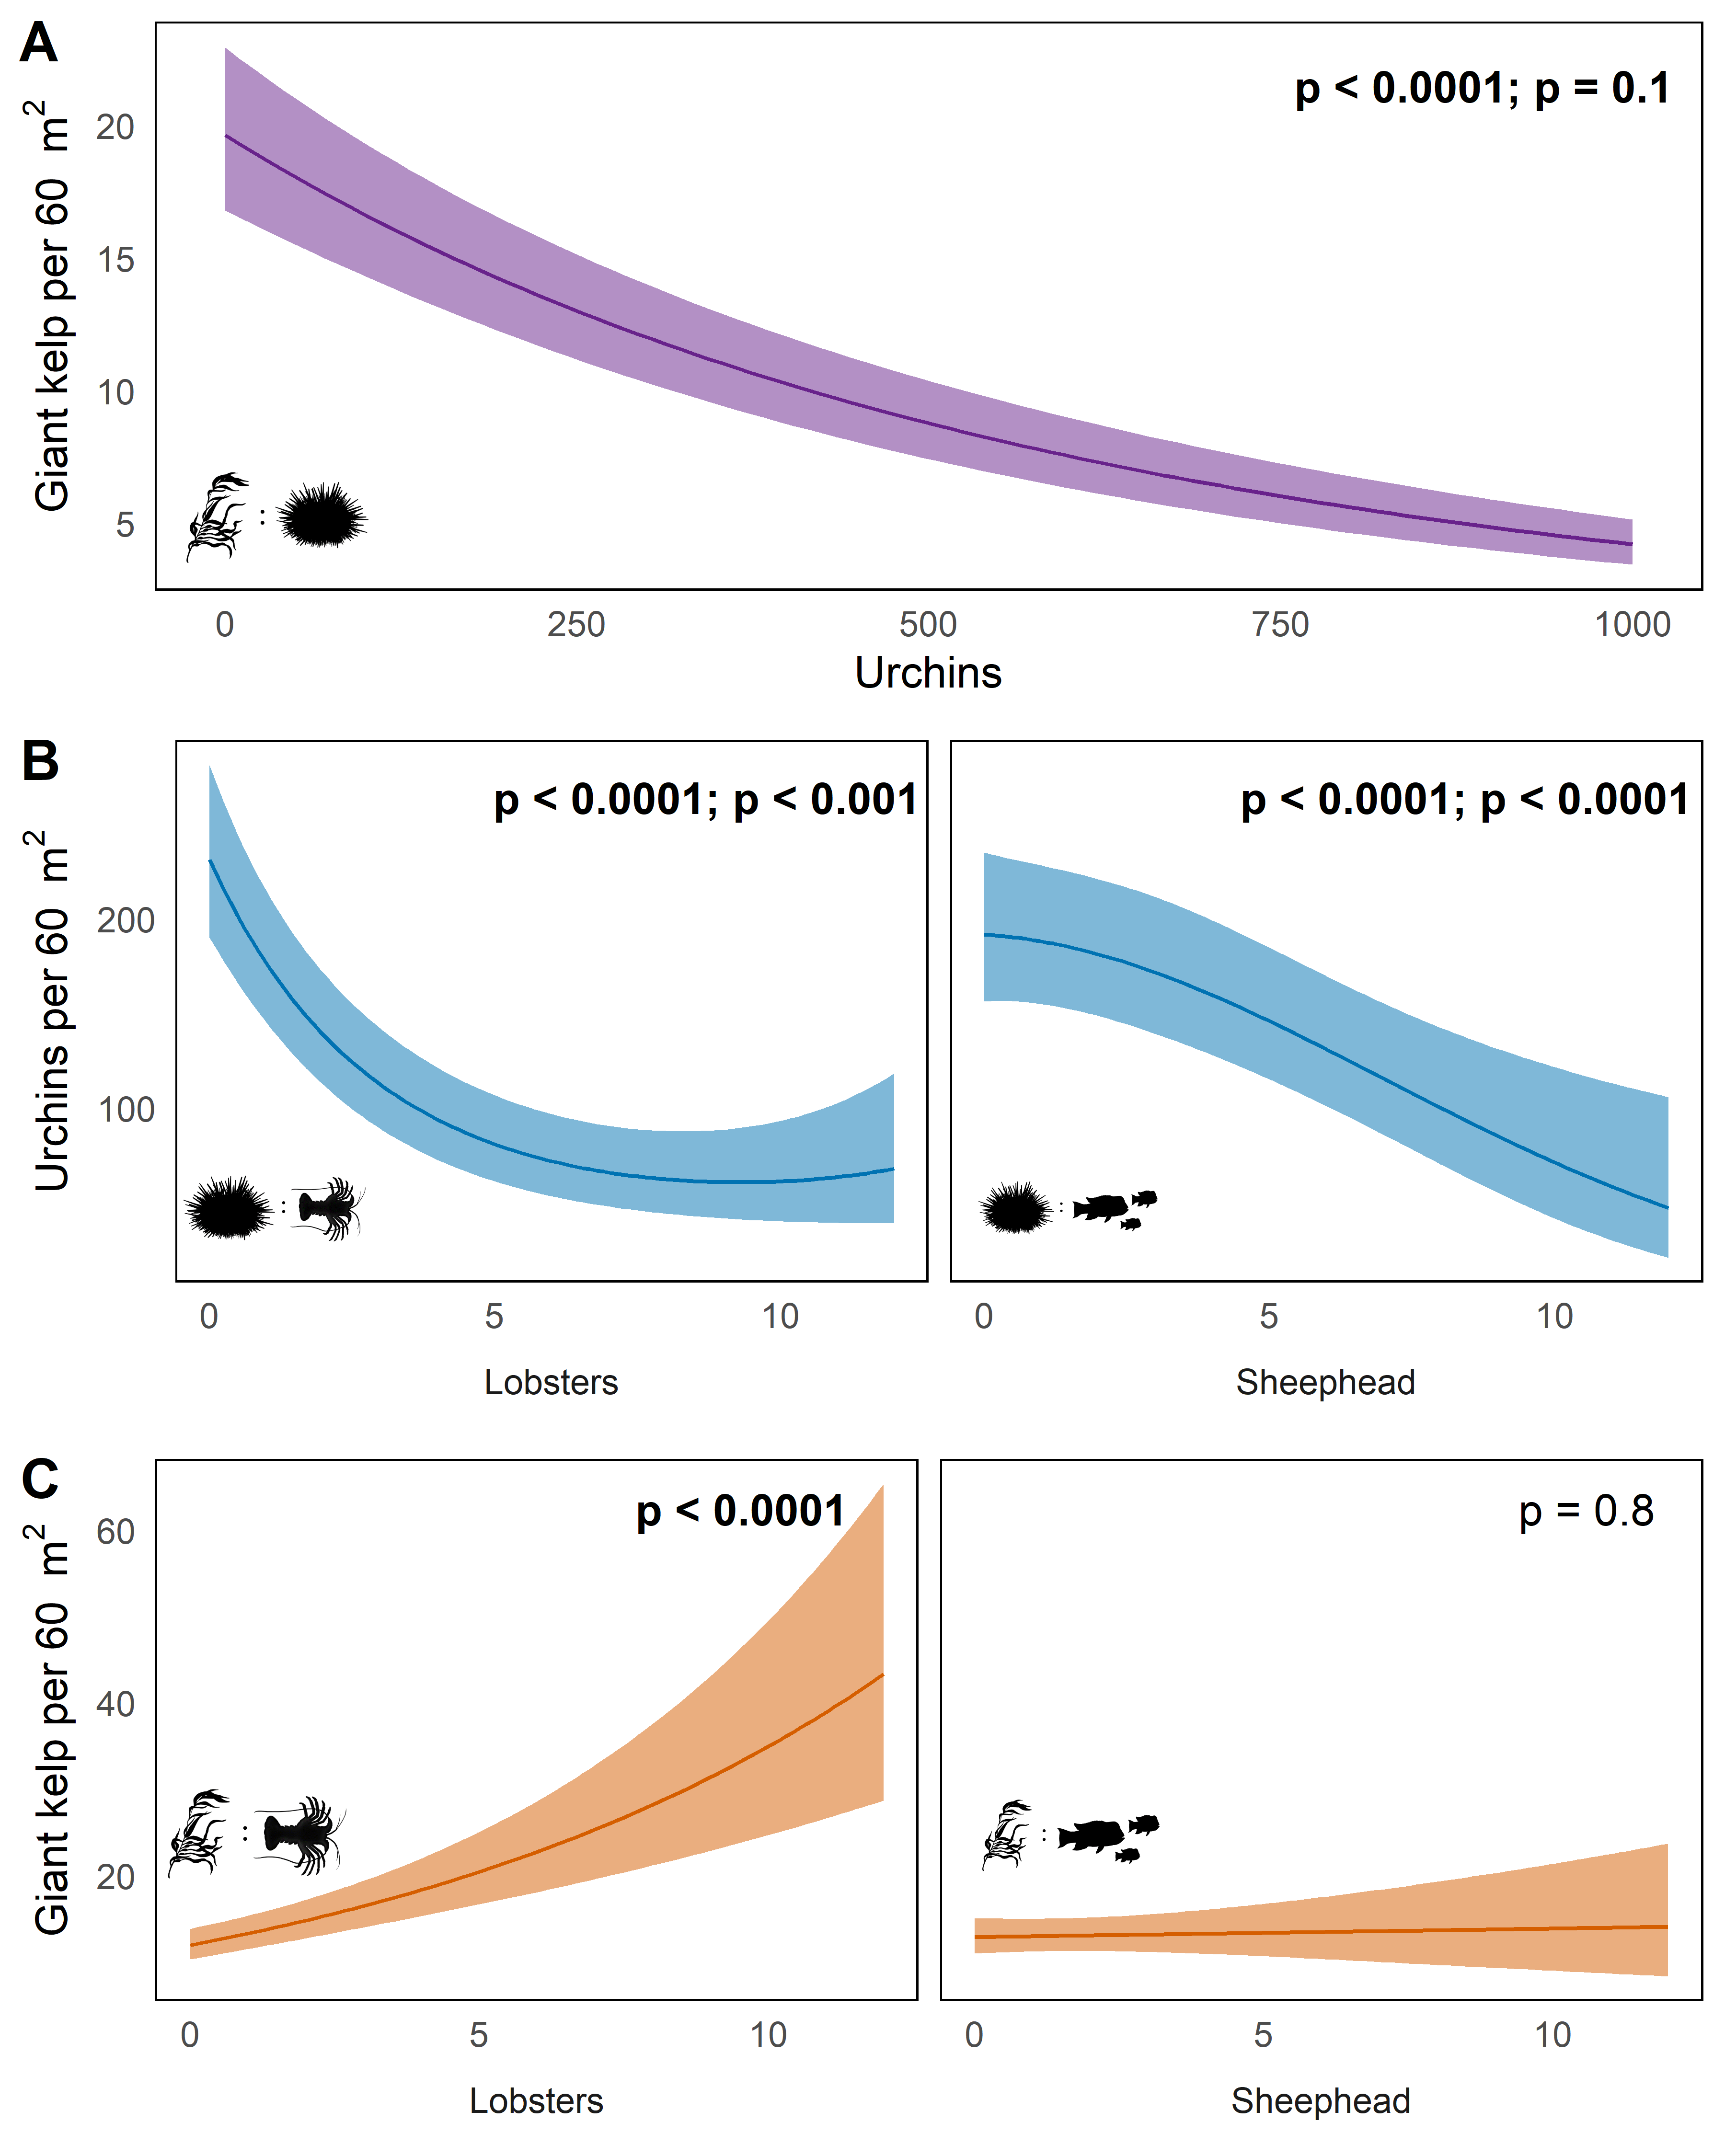 A
p < 0.0001; p = 0.1
Giant kelp per 60 m²
20
15
10
5
0 250 500 750 1000
Urchins
B
p < 0.0001; p < 0.001
p < 0.0001; p < 0.0001
Urchins per 60 m²
200
100
:
:
0 5 10
0 5 10
Lobsters
Sheephead
C
p < 0.0001
p = 0.8
Giant kelp per 60 m²
60
40
20
:
:
0 5 10
0 5 10
Lobsters
Sheephead